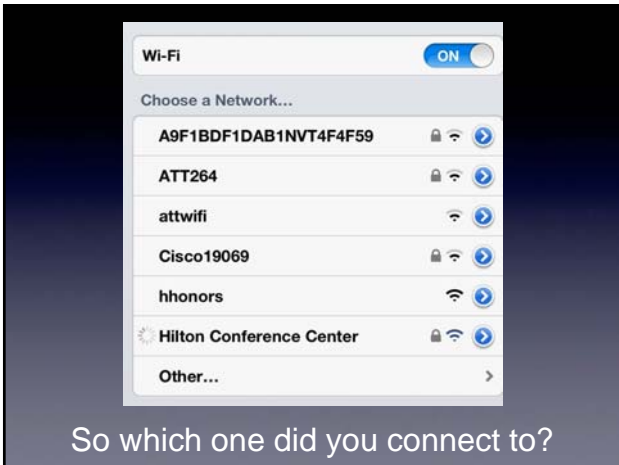 Wi-Fi ON
Choose a Network...
A9F1BDF1DAB1NVT4F4F59
ATT264
attwifi
Cisco19069
hhonors
Hilton Conference Center
Other...
So which one did you connect to?